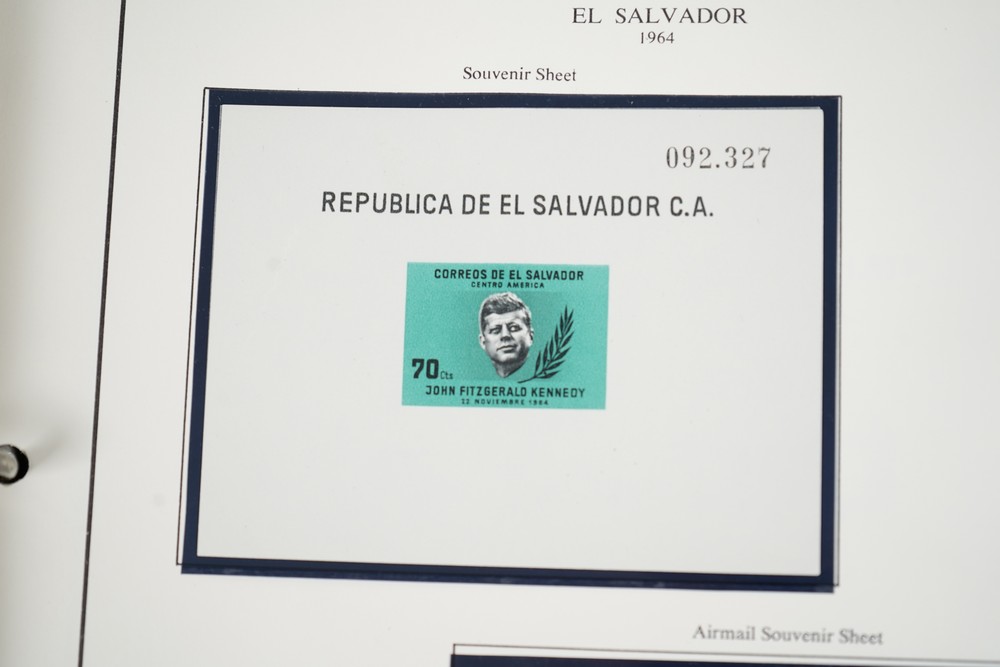 EL SALVADOR
1964
Souvenir Sheet
092.327
REPUBLICA DE EL SALVADOR C.A.
CORREOS DE EL SALVADOR
CENTRO AMERICA
70 Cts
JOHN FITZGERALD KENNEDY
22 NOVIEMBRE 1964
Airmail Souvenir Sheet